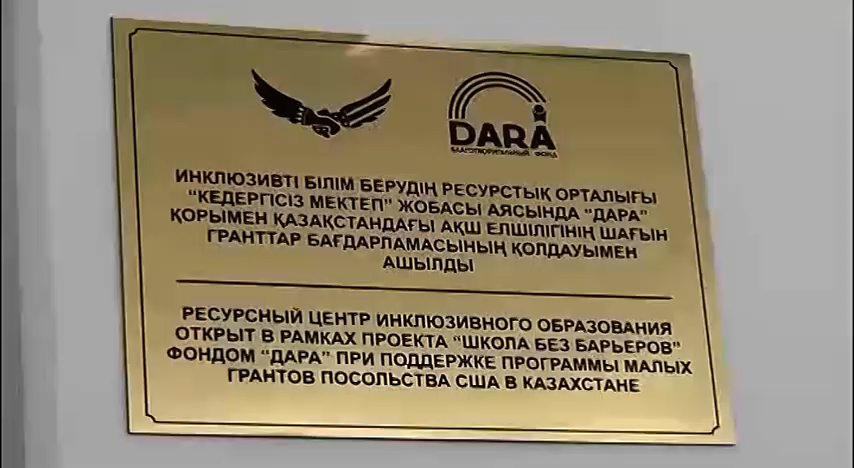 DARA
БЛАГОТВОРИТЕЛЬНЫЙ ФОНД
ИНКЛЮЗИВТІ БІЛІМ БЕРУДІҢ РЕСУРСТЫҚ ОРТАЛЫҒЫ
"КЕДЕРГІСІЗ МЕКТЕП" ЖОБАСЫ АЯСЫНДА "ДАРА"
ҚОРЫМЕН ҚАЗАҚСТАНДАҒЫ АҚШ ЕЛШІЛІГІНІҢ ШАҒЫН
ГРАНТТАР БАҒДАРЛАМАСЫНЫҢ ҚОЛДАУЫМЕН
АШЫЛДЫ
РЕСУРСНЫЙ ЦЕНТР ИНКЛЮЗИВНОГО ОБРАЗОВАНИЯ
ОТКРЫТ В РАМКАХ ПРОЕКТА "ШКОЛА БЕЗ БАРЬЕРОВ"
ФОНДОМ "ДАРА" ПРИ ПОДДЕРЖКЕ ПРОГРАММЫ МАЛЫХ
ГРАНТОВ ПОСОЛЬСТВА США В КАЗАХСТАНЕ